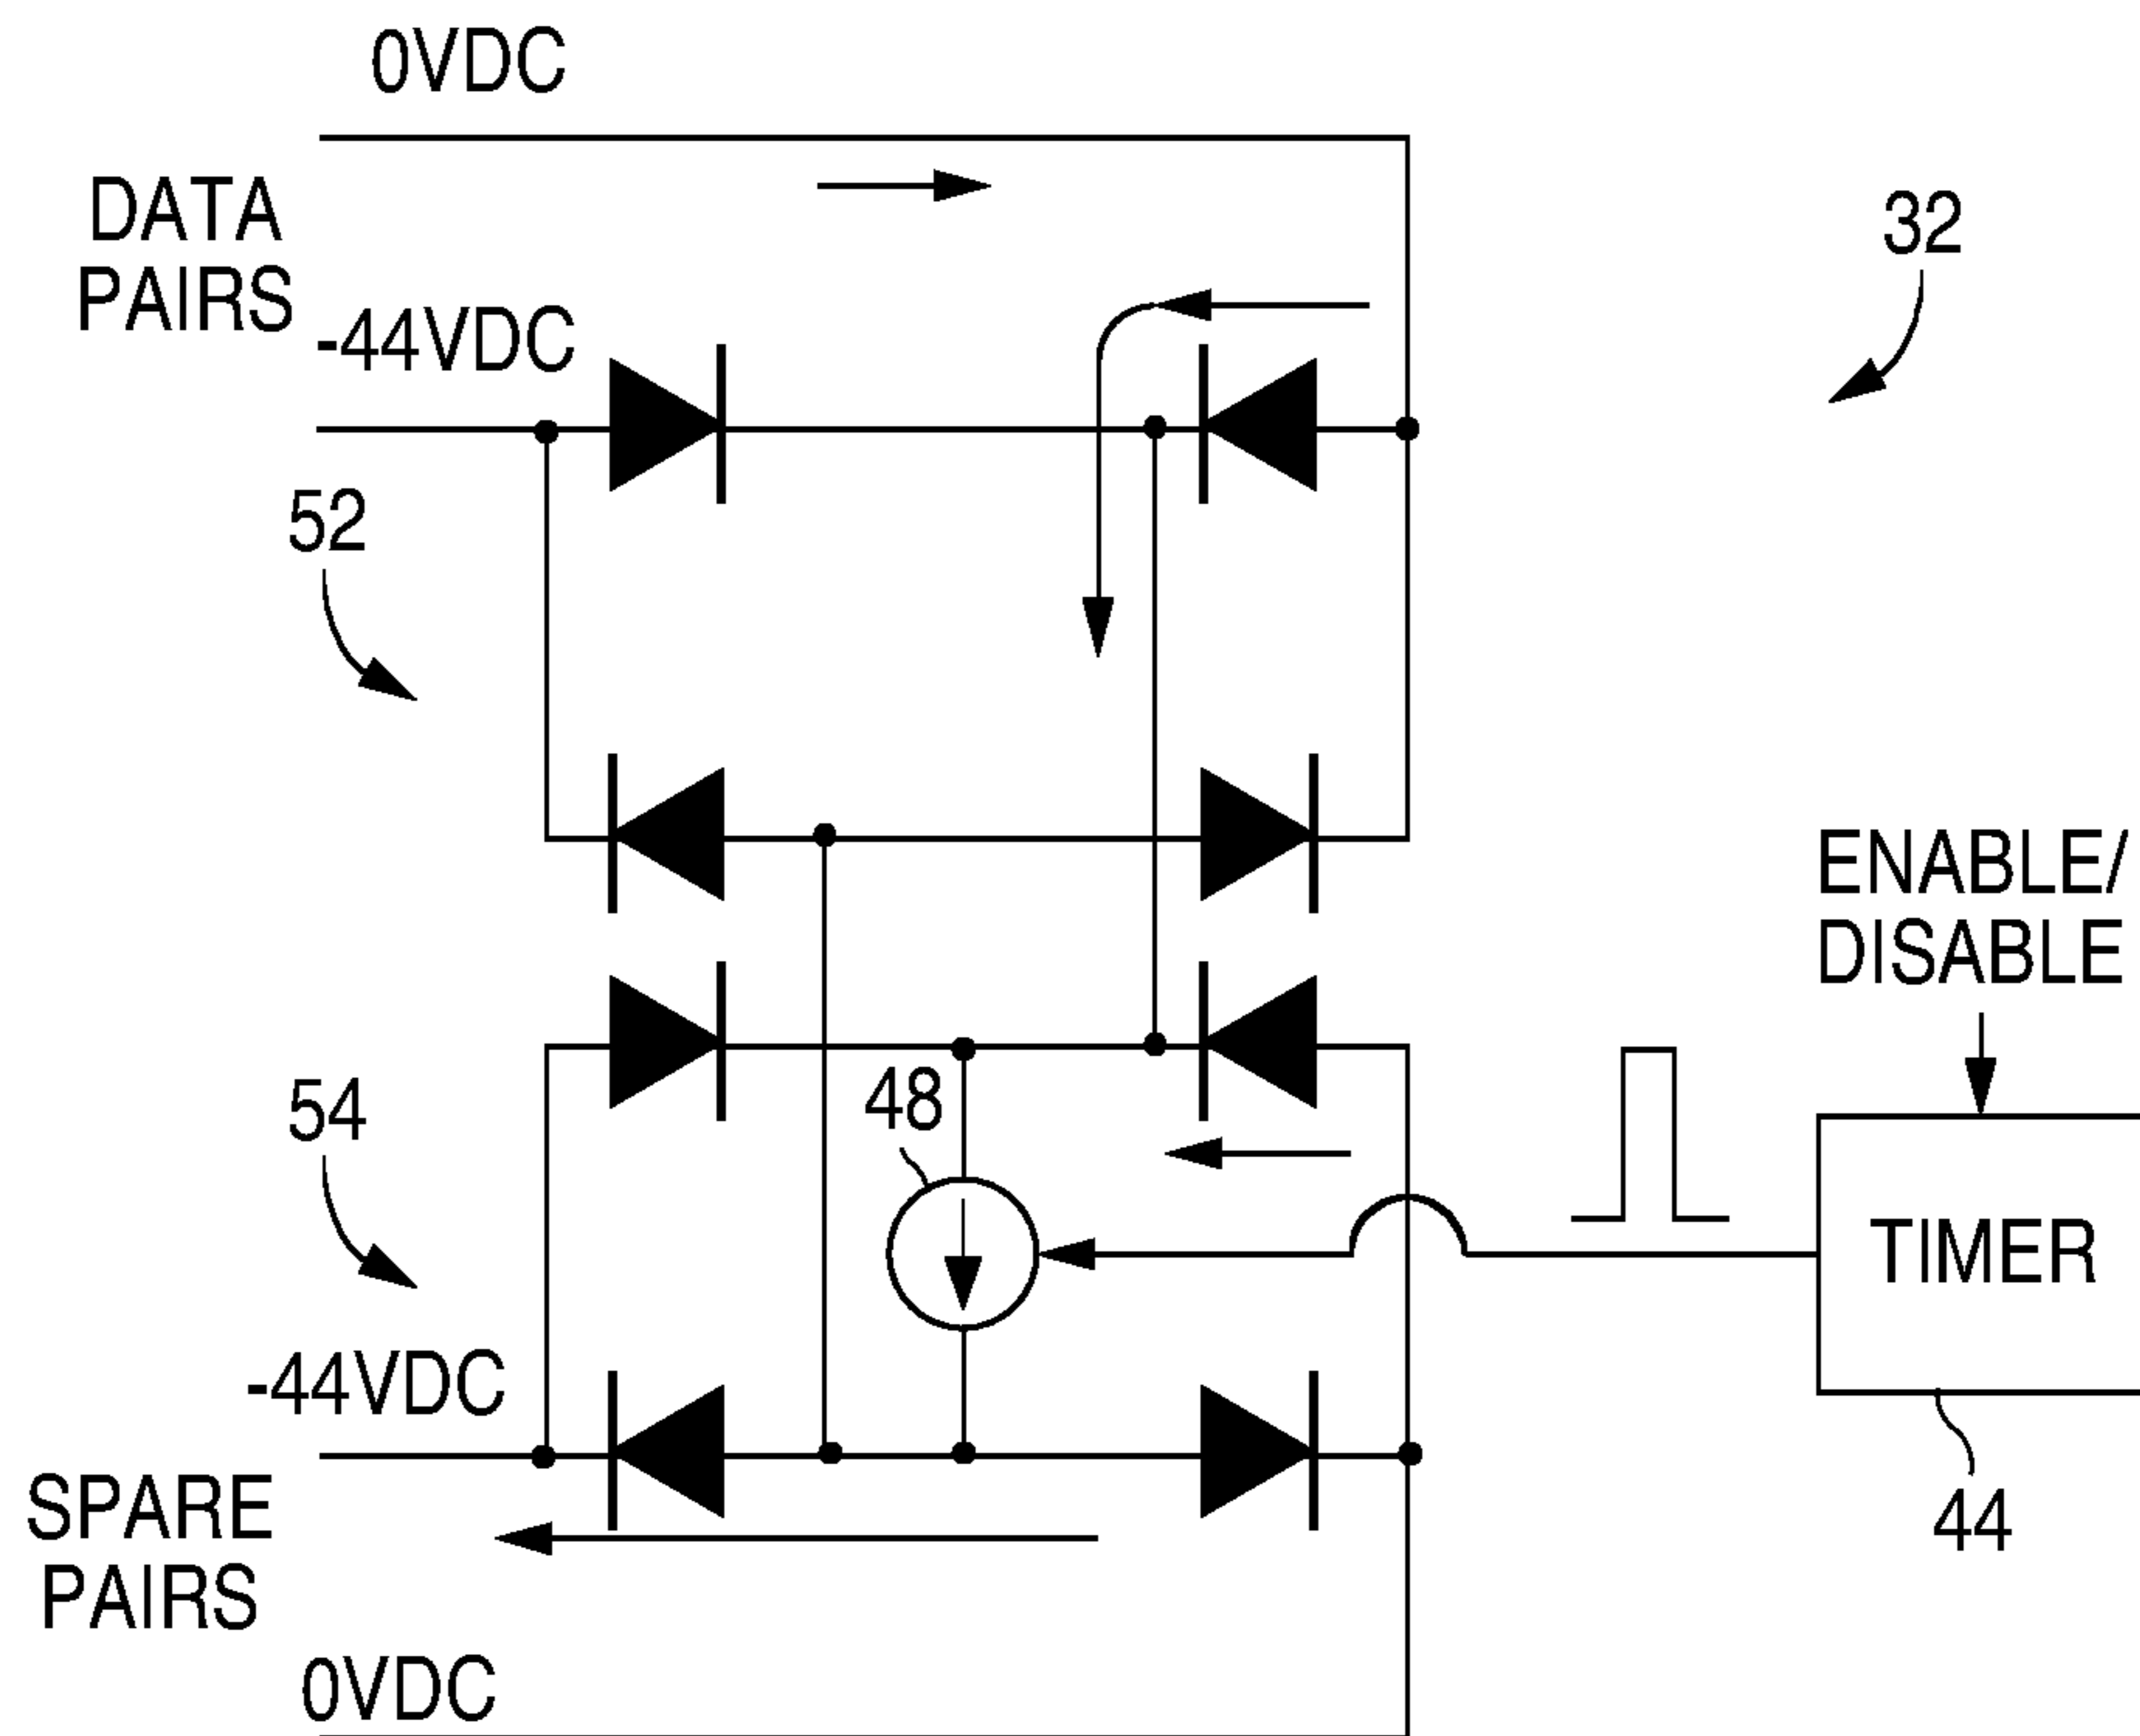 0VDC
DATA
PAIRS
-44VDC
32
52
ENABLE/
DISABLE
48
54
TIMER
-44VDC
SPARE
PAIRS
44
0VDC